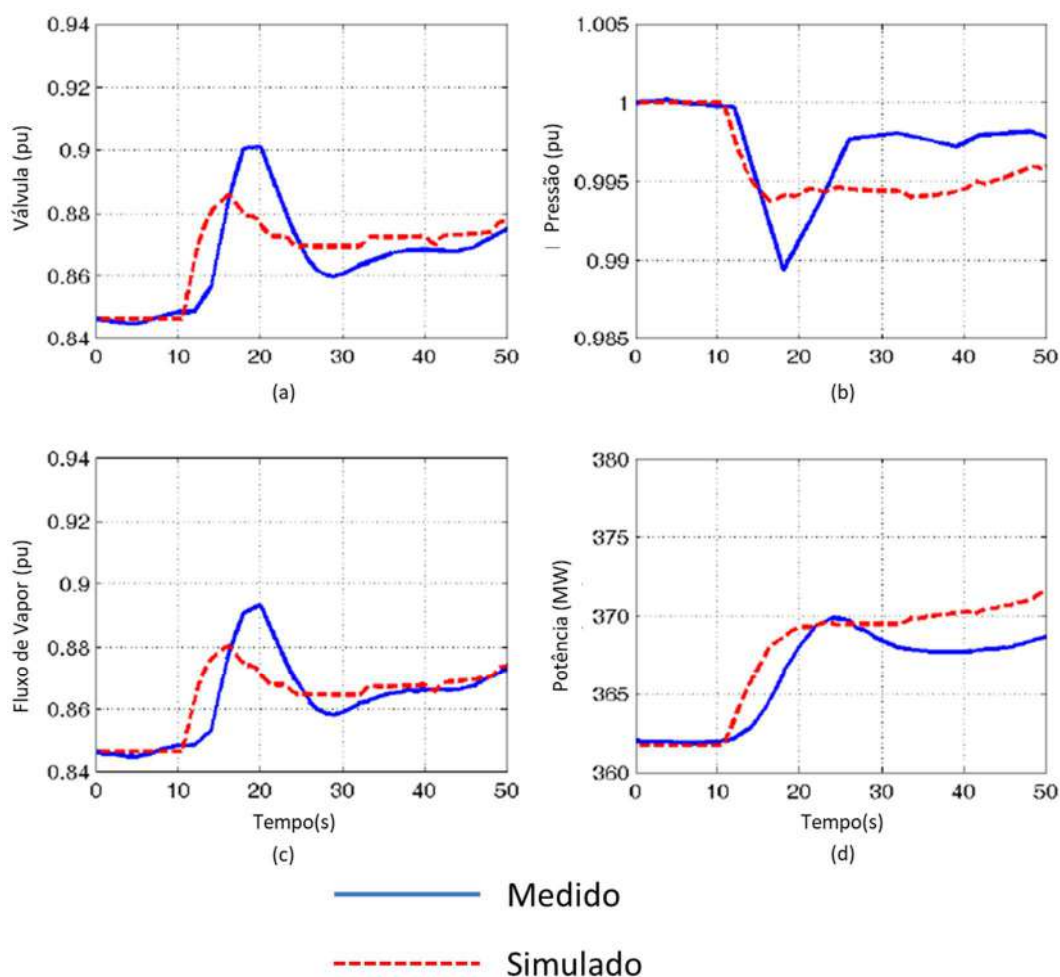 0.94
0.92
0.9
0.88
0.86
0.84
Válvula (pu)
0 10 20 30 40 50
(a)
1.005
1
0.995
0.99
0.985
Pressão (pu)
0 10 20 30 40 50
(b)
0.94
0.92
0.9
0.88
0.86
0.84
Fluxo de Vapor (pu)
0 10 20 30 40 50
Tempo(s)
(c)
380
375
370
365
360
Potência (MW)
0 10 20 30 40 50
Tempo(s)
(d)
Medido
Simulado